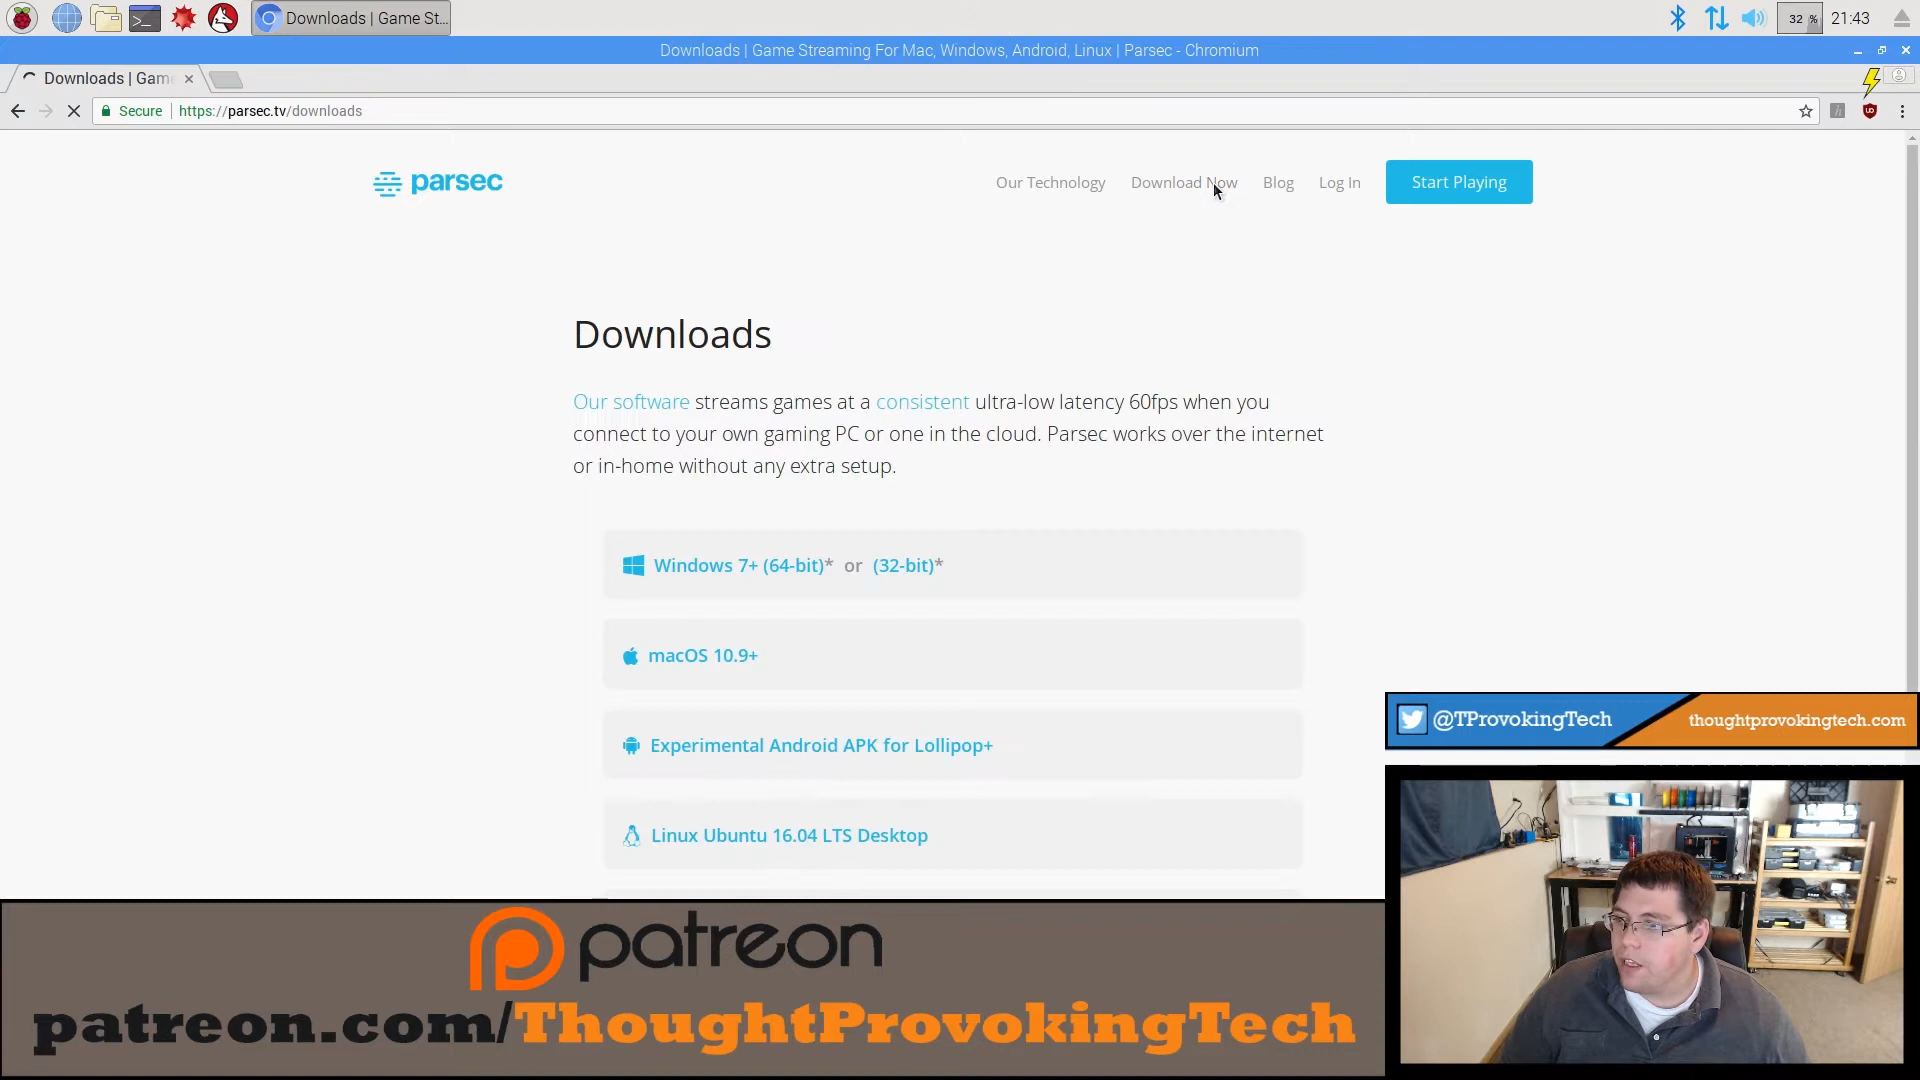 Downloads | Game St...
32 %
21:43
Downloads | Game Streaming For Mac, Windows, Android, Linux | Parsec - Chromium
Downloads | Gam
Secure
https://parsec.tv/downloads
parsec
Our Technology
Download Now
Blog
Log In
Start Playing
Downloads
Our software streams games at a consistent ultra-low latency 60fps when you
connect to your own gaming PC or one in the cloud. Parsec works over the internet
or in-home without any extra setup.
Windows 7+ (64-bit)* or (32-bit)*
macOS 10.9+
Experimental Android APK for Lollipop+
Linux Ubuntu 16.04 LTS Desktop
@TProvokingTech
thoughtprovokingtech.com
patreon
patreon.com/ThoughtProvokingTech